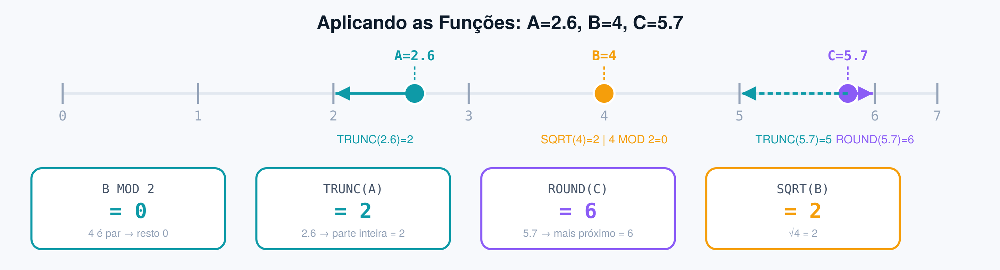 Aplicando as Funções: A=2.6, B=4, C=5.7
A=2.6 B=4 C=5.7
0 1 2 3 4 5 6 7
TRUNC(2.6)=2 SQRT(4)=2 | 4 MOD 2=0 TRUNC(5.7)=5 ROUND(5.7)=6
B MOD 2
= 0
4 é par → resto 0
TRUNC(A)
= 2
2.6 → parte inteira = 2
ROUND(C)
= 6
5.7 → mais próximo = 6
SQRT(B)
= 2
√4 = 2